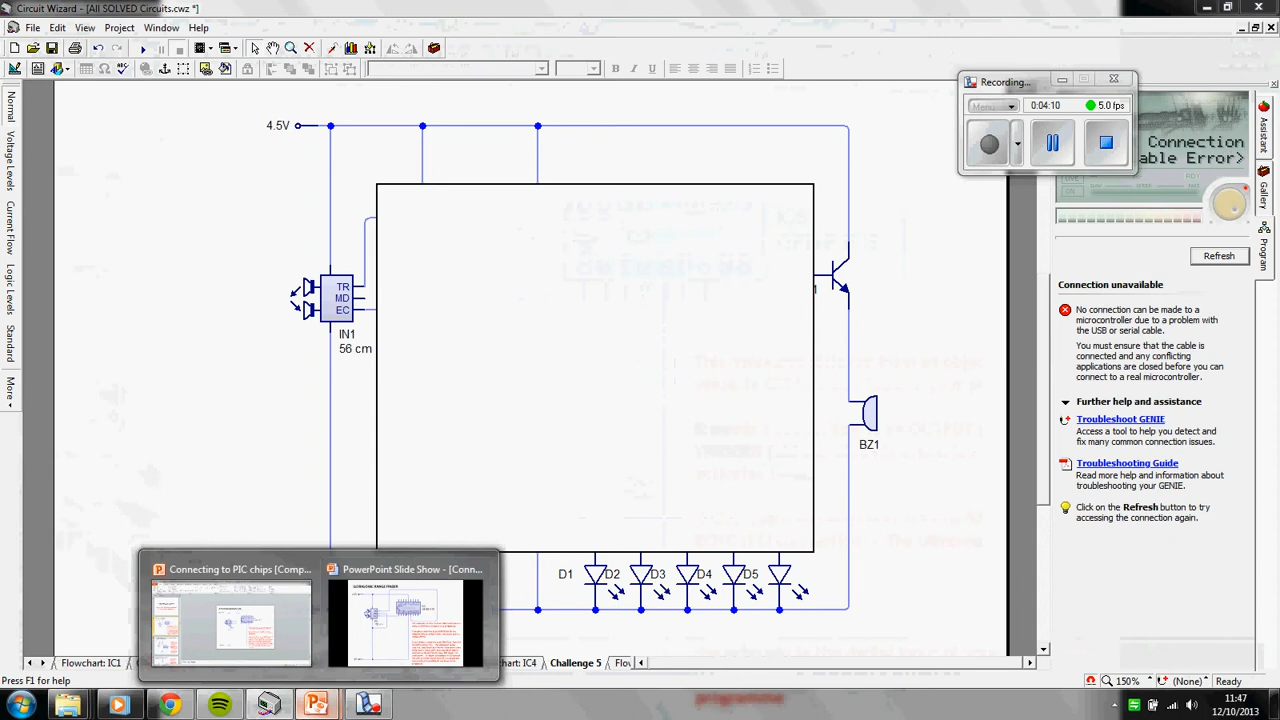 Circuit Wizard - [All SOLVED Circuits.cwz *]
File Edit View Project Window Help
Recording...
Menu 0:04:10 5.0 fps
Connection
able Error>
Normal
Voltage Levels
Current Flow
Logic Levels
Standard
More
Assistant
Gallery
Program
4.5V
TR
MD
EC
IN1
56 cm
1
BZ1
D1 D2 D3 D4 D5
Refresh
Connection unavailable
No connection can be made to a
microcontroller due to a problem with
the USB or serial cable.
You must ensure that the cable is
connected and any conflicting
applications are closed before you can
connect to a real microcontroller.
Further help and assistance
Troubleshoot GENIE
Access a tool to help you detect and
fix many common connection issues.
Troubleshooting Guide
Read more help and information about
troubleshooting your GENIE.
Click on the Refresh button to try
accessing the connection again.
Connecting to PIC chips [Comp... PowerPoint Slide Show - [Conn...
Flowchart: IC1 rt: IC4 Challenge 5 Flo
Press F1 for help 150% (None) Ready
programme
11:47
12/10/2013